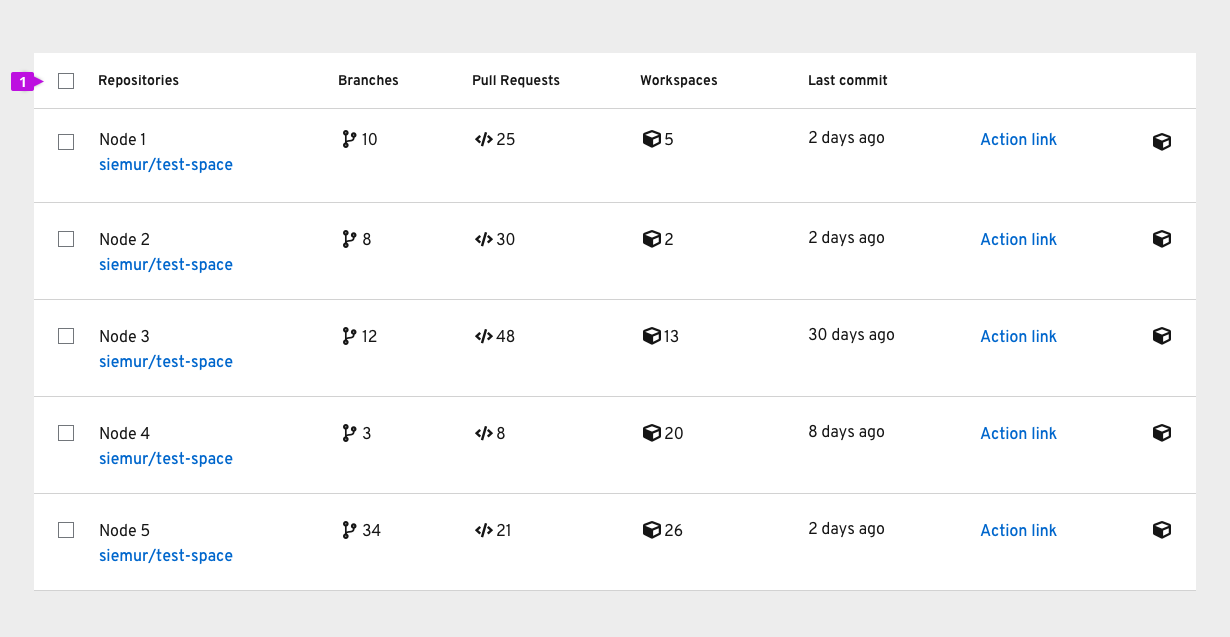 1 Repositories Branches Pull Requests Workspaces Last commit
Node 1 10 25 5 2 days ago Action link
siemur/test-space
Node 2 8 30 2 2 days ago Action link
siemur/test-space
Node 3 12 48 13 30 days ago Action link
siemur/test-space
Node 4 3 8 20 8 days ago Action link
siemur/test-space
Node 5 34 21 26 2 days ago Action link
siemur/test-space